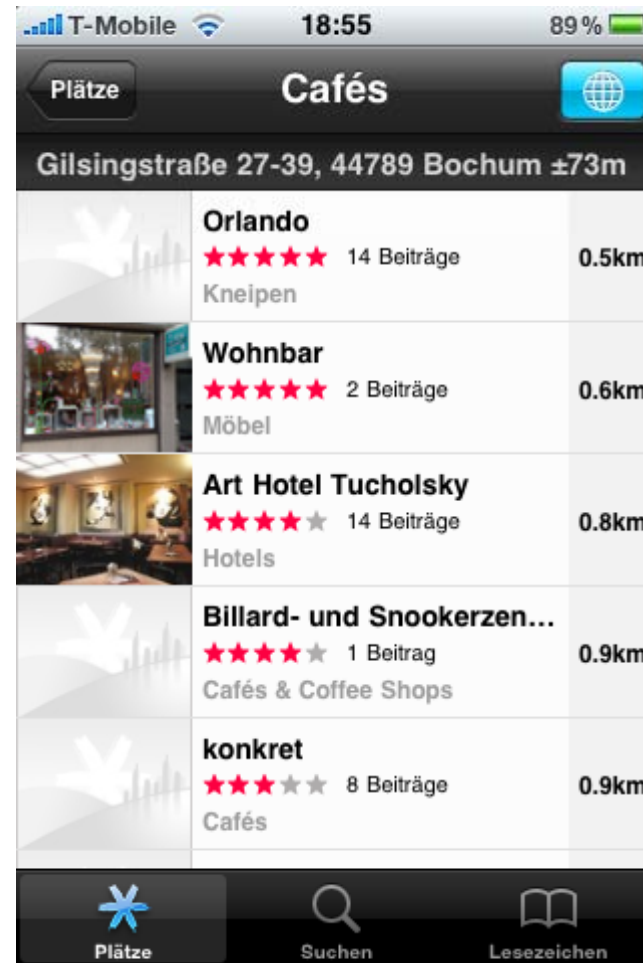 T-Mobile 18:55 89%
Plätze Cafés
Gilsingstraße 27-39, 44789 Bochum ±73m
Orlando
14 Beiträge 0.5km
Kneipen
Wohnbar
2 Beiträge 0.6km
Möbel
Art Hotel Tucholsky
14 Beiträge 0.8km
Hotels
Billard- und Snookerzen...
1 Beitrag 0.9km
Cafés & Coffee Shops
konkret
8 Beiträge 0.9km
Cafés
Plätze Suchen Lesezeichen